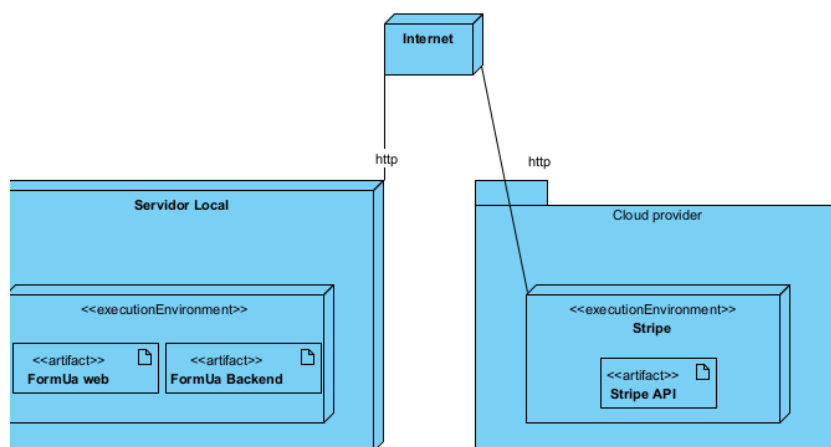 Internet
http
http
Servidor Local
Cloud provider
<<executionEnvironment>>
<<artifact>>
FormUa web
<<artifact>>
FormUa Backend
<<executionEnvironment>>
Stripe
<<artifact>>
Stripe API